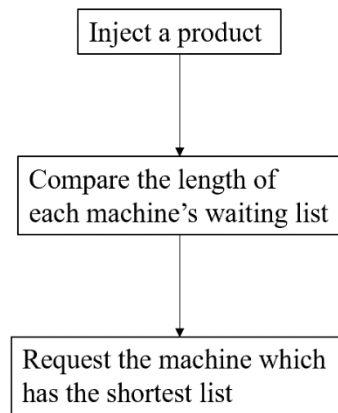 Inject a product
Compare the length of
each machine's waiting list
Request the machine which
has the shortest list